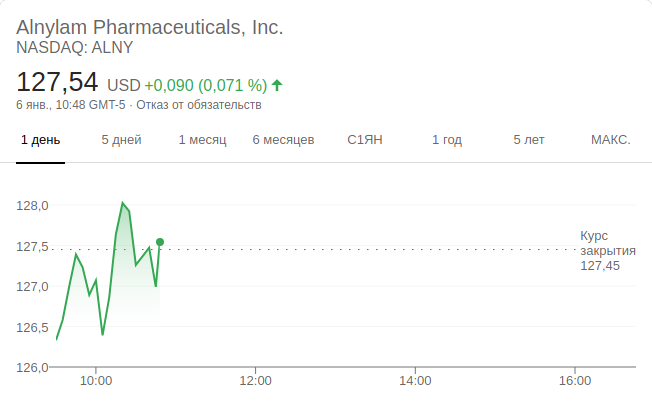 Alnylam Pharmaceuticals, Inc.
NASDAQ: ALNY
127,54 USD +0,090 (0,071 %)
6 янв., 10:48 GMT-5 · Отказ от обязательств
1 день 5 дней 1 месяц 6 месяцев С1ЯН 1 год 5 лет МАКС.
128,0
127,5
127,0
126,5
126,0
Курс
закрытия
127,45
10:00 12:00 14:00 16:00